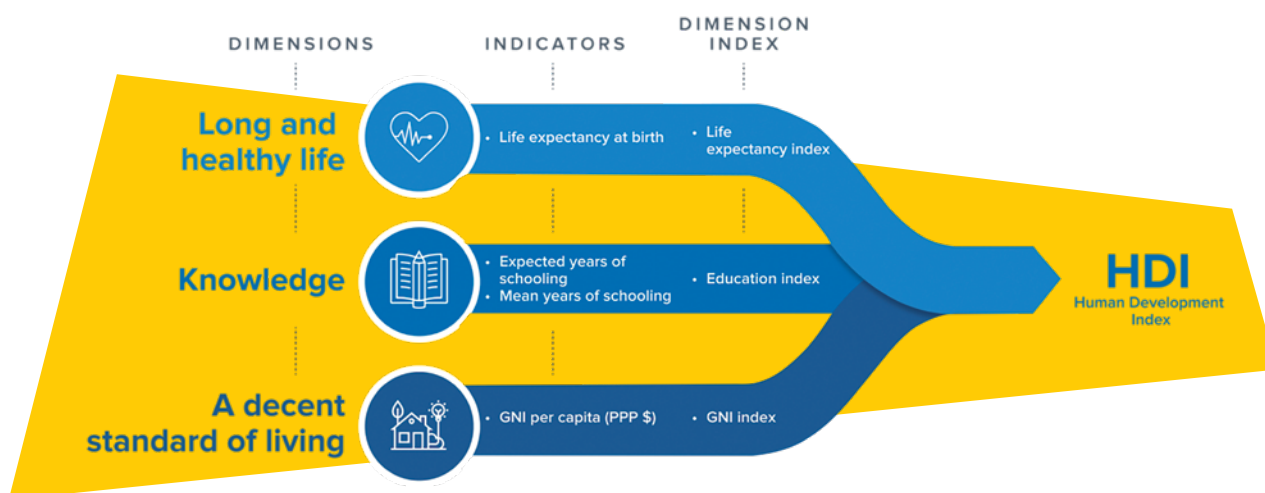 DIMENSIONS
INDICATORS
DIMENSION
INDEX
Long and
healthy life
• Life expectancy at birth
• Life
expectancy index
Knowledge
• Expected years of
schooling
• Mean years of schooling
• Education index
A decent
standard of living
• GNI per capita (PPP $)
• GNI index
HDI
Human Development
Index